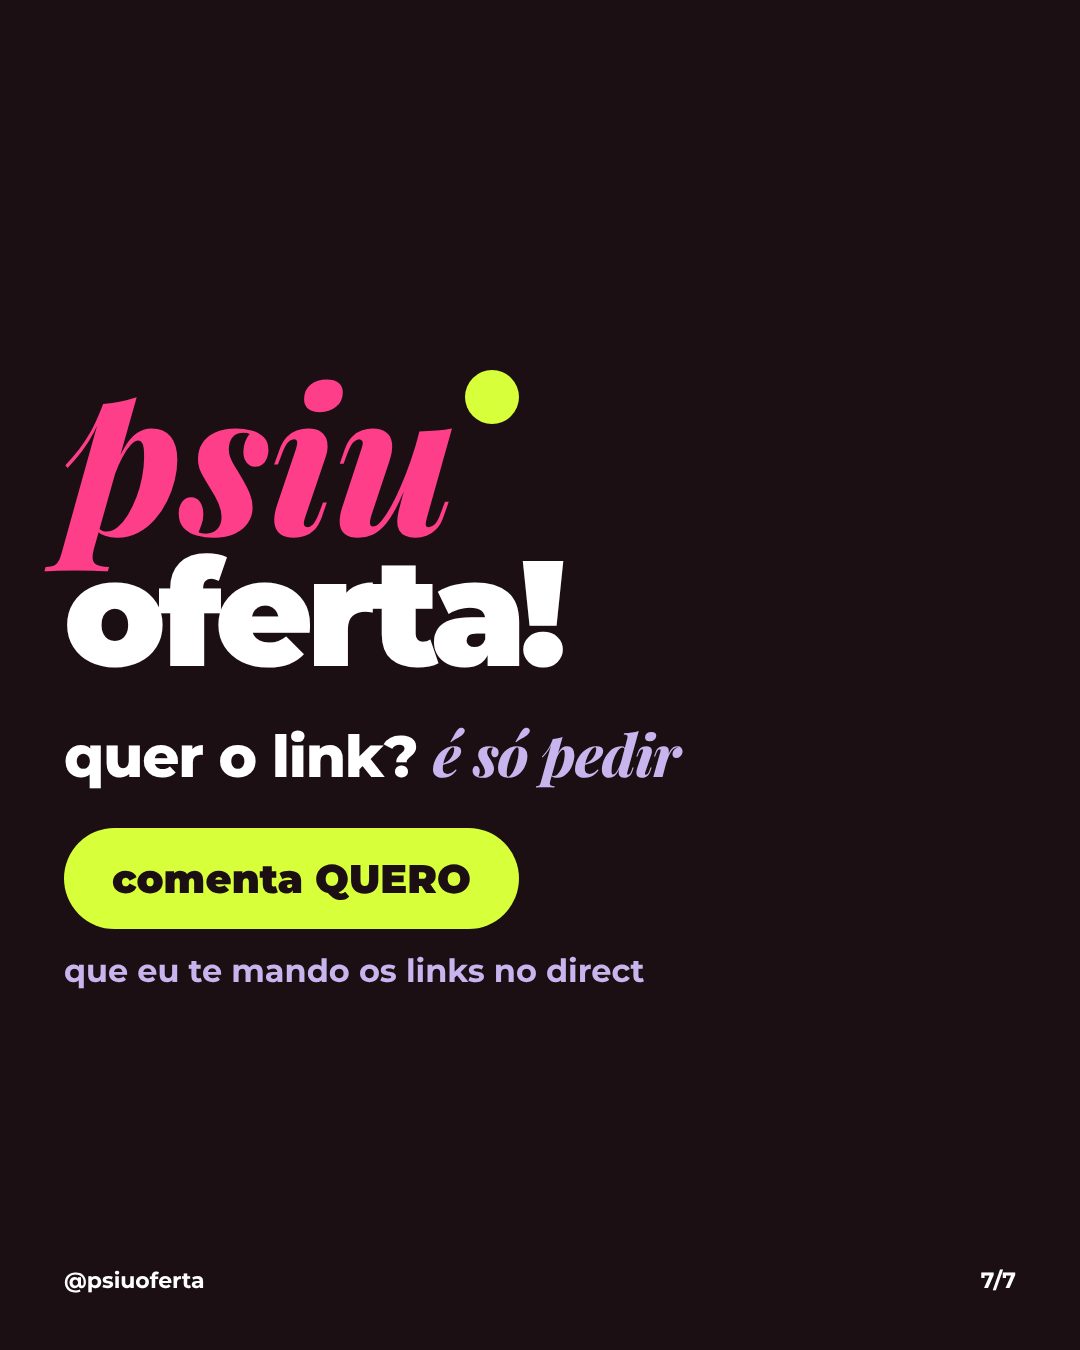 psiu
oferta!
quer o link? é só pedir
comenta QUERO
que eu te mando os links no direct
@psiuoferta
7/7